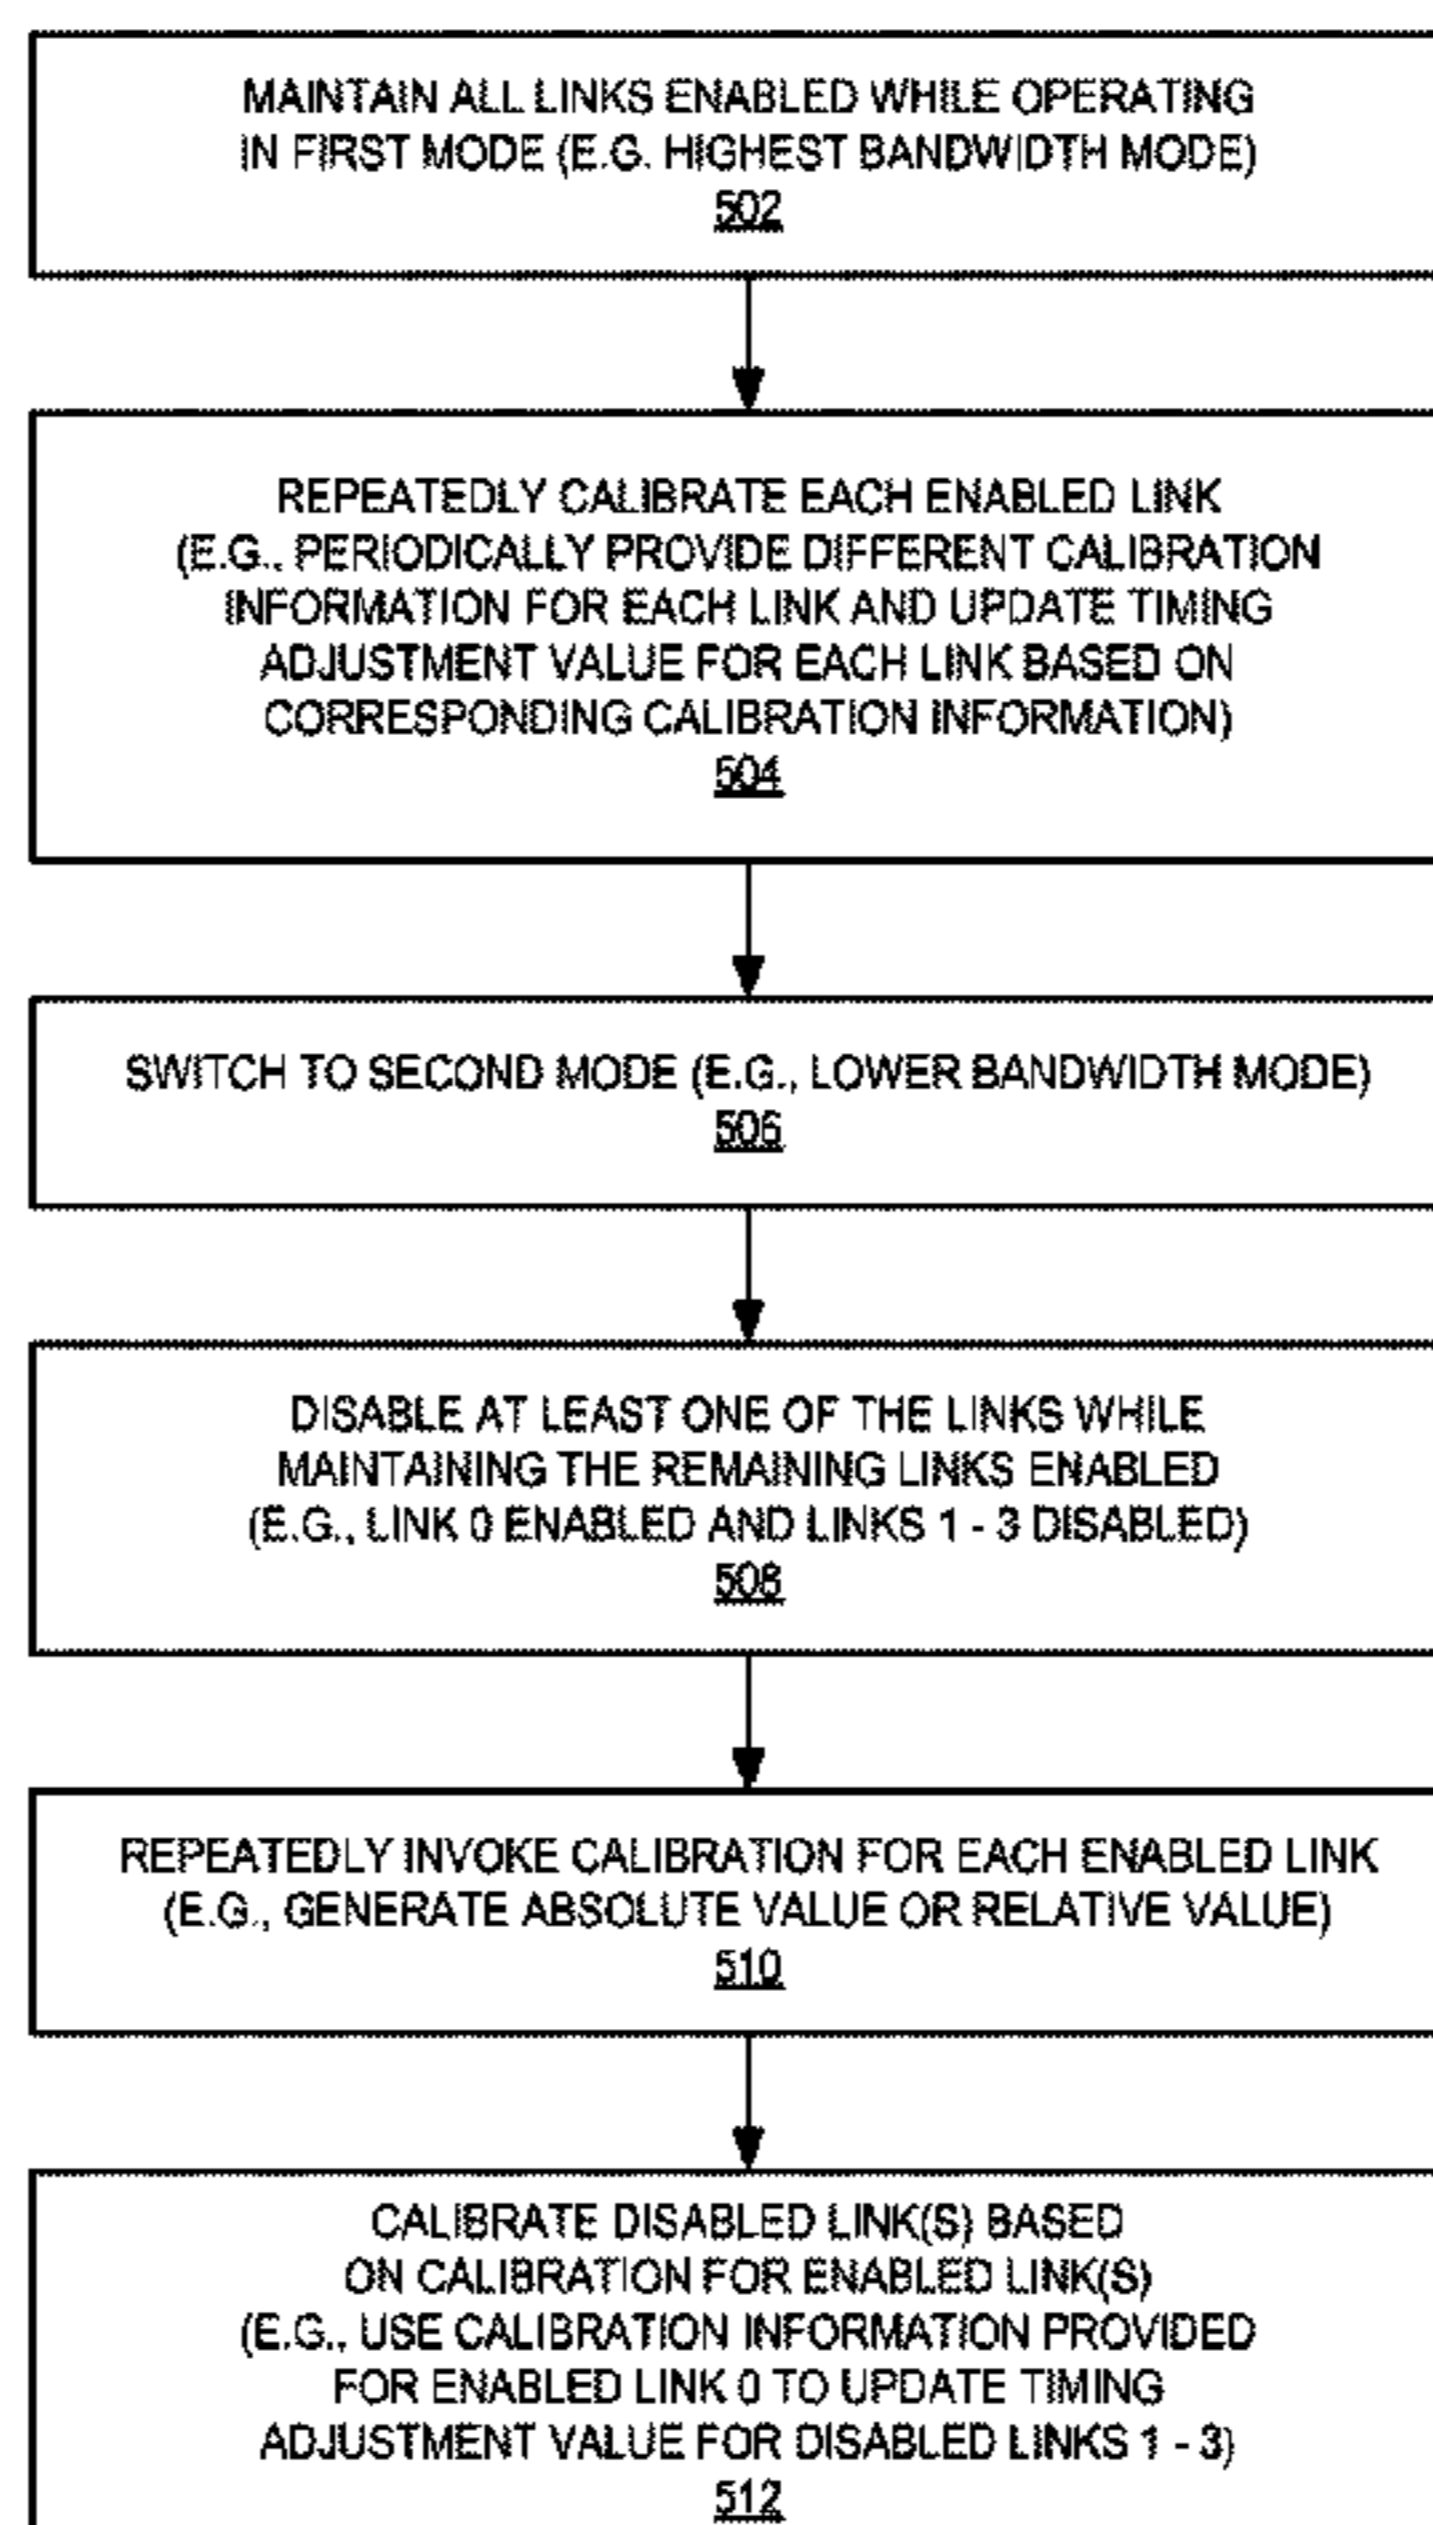 MAINTAIN ALL LINKS ENABLED WHILE OPERATING
IN FIRST MODE (E.G. HIGHEST BANDWIDTH MODE)
502
REPEATEDLY CALIBRATE EACH ENABLED LINK
(E.G., PERIODICALLY PROVIDE DIFFERENT CALIBRATION
INFORMATION FOR EACH LINK AND UPDATE TIMING
ADJUSTMENT VALUE FOR EACH LINK BASED ON
CORRESPONDING CALIBRATION INFORMATION)
504
SWITCH TO SECOND MODE (E.G., LOWER BANDWIDTH MODE)
506
DISABLE AT LEAST ONE OF THE LINKS WHILE
MAINTAINING THE REMAINING LINKS ENABLED
(E.G., LINK 0 ENABLED AND LINKS 1 - 3 DISABLED)
508
REPEATEDLY INVOKE CALIBRATION FOR EACH ENABLED LINK
(E.G., GENERATE ABSOLUTE VALUE OR RELATIVE VALUE)
510
CALIBRATE DISABLED LINK(S) BASED
ON CALIBRATION FOR ENABLED LINK(S)
(E.G., USE CALIBRATION INFORMATION PROVIDED
FOR ENABLED LINK 0 TO UPDATE TIMING
ADJUSTMENT VALUE FOR DISABLED LINKS 1 - 3)
512